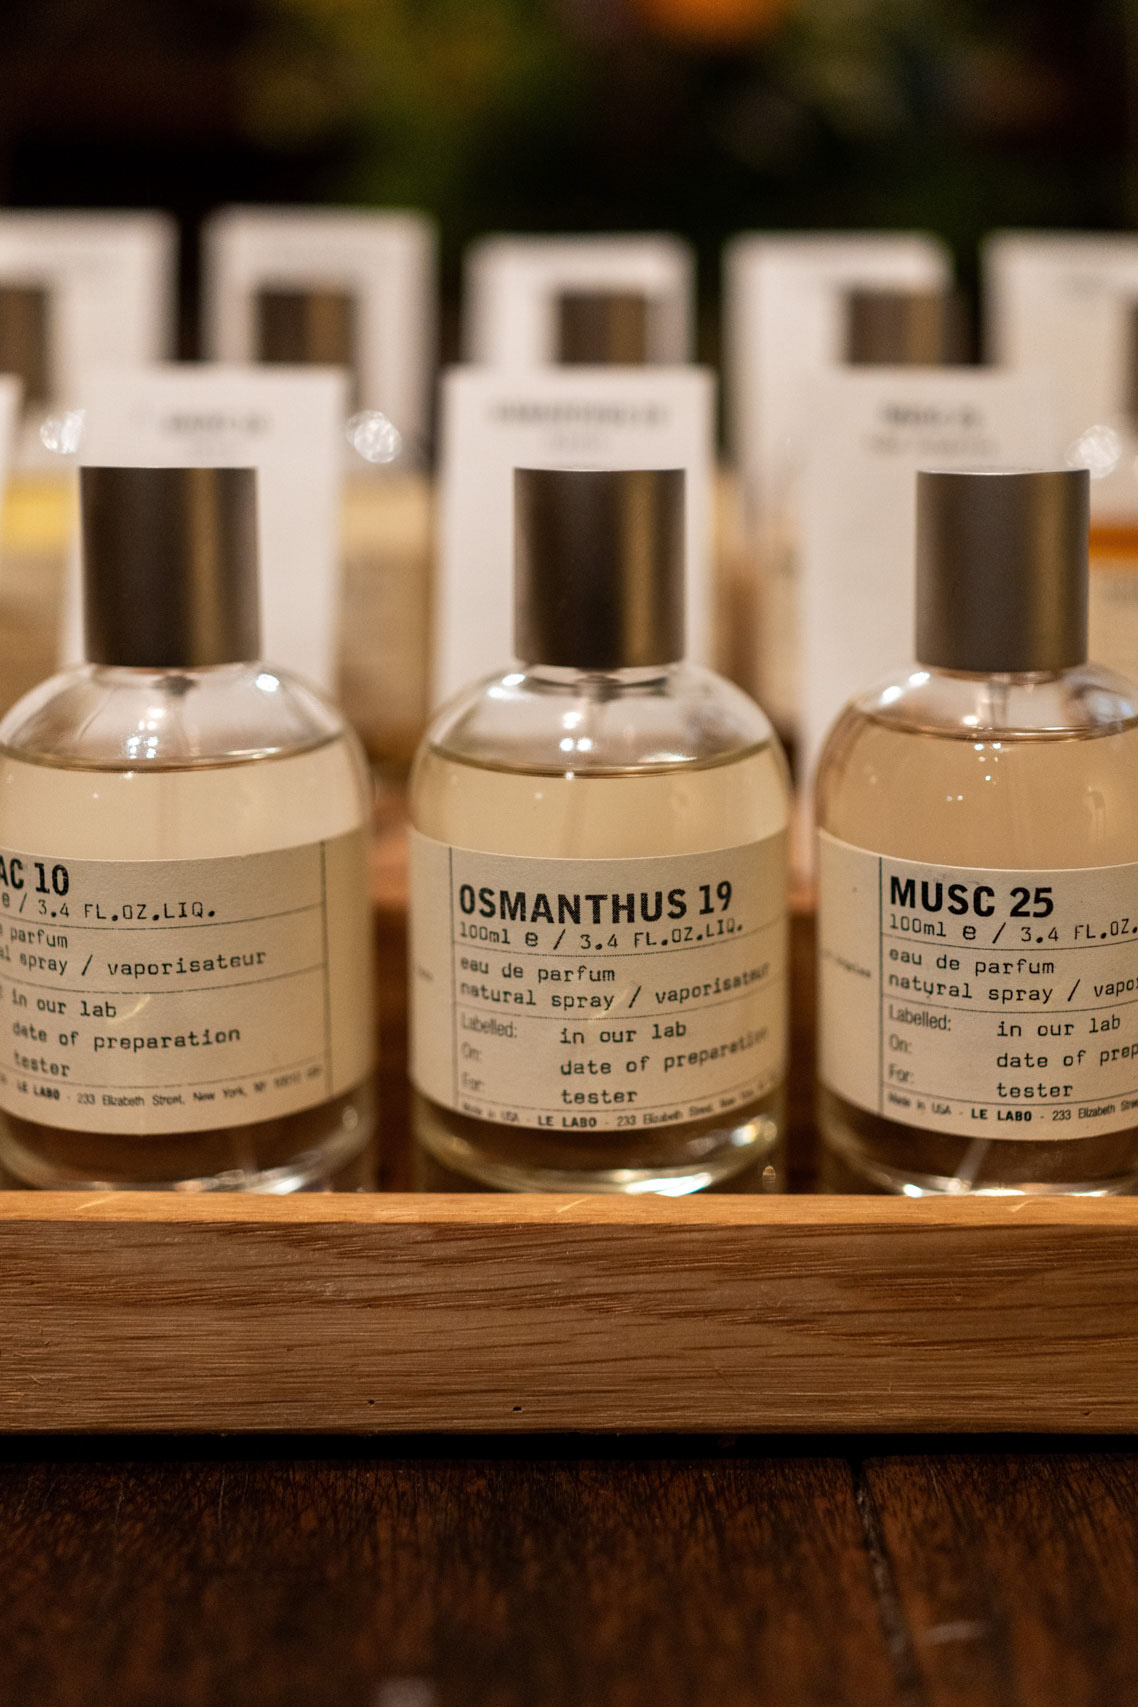 AC 10
e / 3.4 FL.OZ.LIQ.
parfum
al spray / vaporisateur
in our lab
date of preparation
tester
LE LABO - 233 Elizabeth Street, New York, NY
OSMANTHUS 19
100ml e / 3.4 FL.OZ.LIQ.
eau de parfum
natural spray / vaporisateur
Labelled: in our lab
On: date of preparation
For: tester
Made in USA - LE LABO - 233 Elizabeth Street, New
MUSC 25
100ml e / 3.4 FL.OZ.
eau de parfum
natural spray / vapo
Labelled: in our lab
On: date of prep
For: tester
Made in USA - LE LABO - 233 Elizabeth Stree